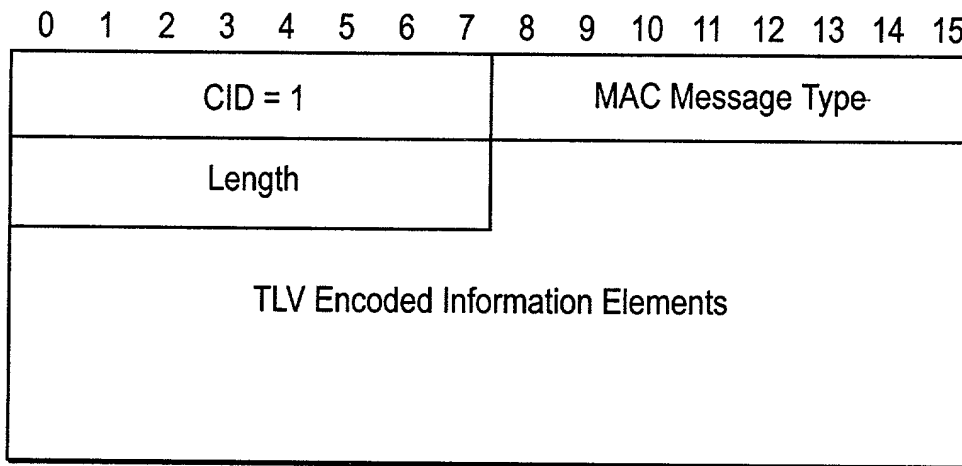 0 1 2 3 4 5 6 7 8 9 10 11 12 13 14 15
CID = 1 MAC Message Type
Length
TLV Encoded Information Elements